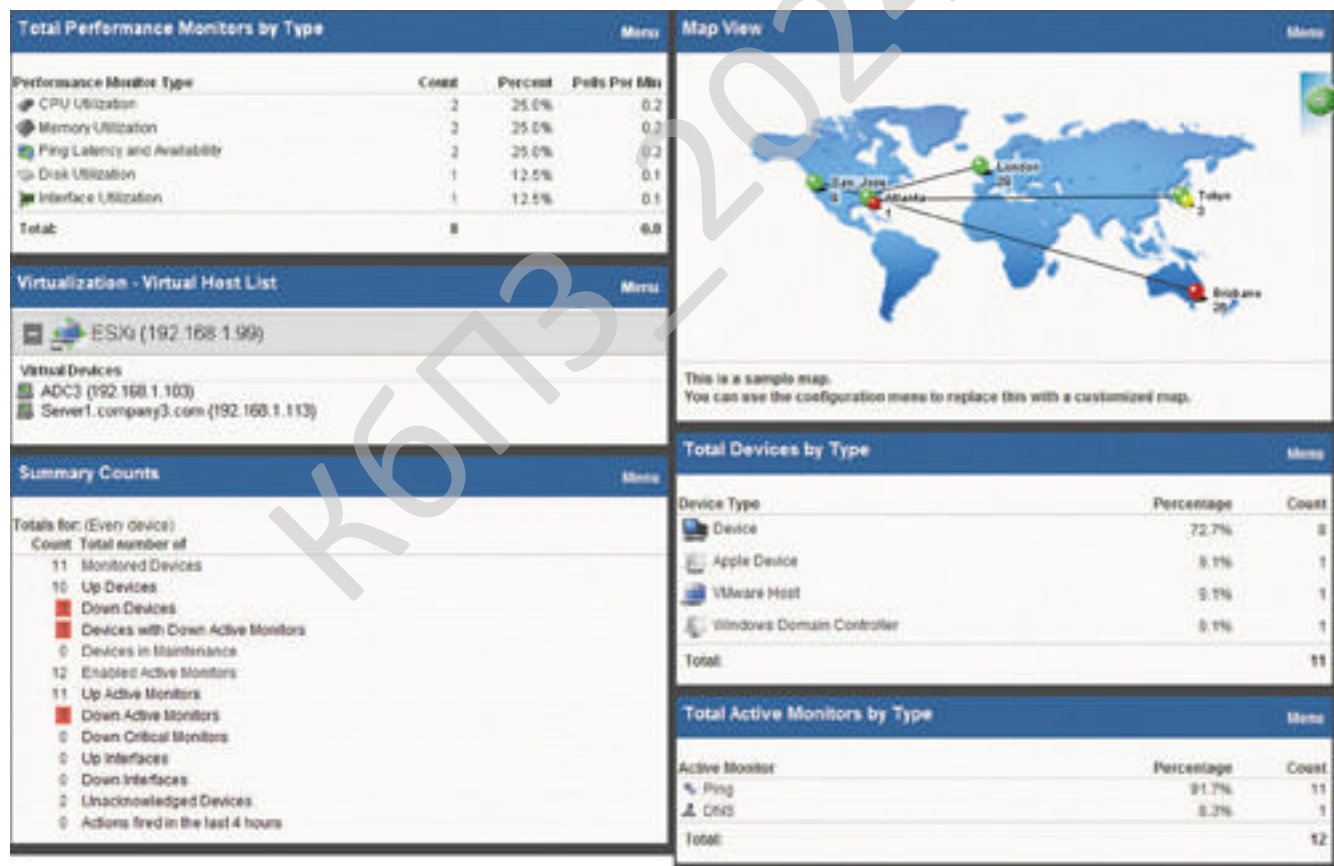 Total Performance Monitors by Type
Menu
Performance Monitor Type Count Percent Polls Per Min
CPU Utilization 2 25.0% 0.2
Memory Utilization 2 25.0% 0.2
Ping Latency and Availability 2 25.0% 0.2
Disk Utilization 1 12.5% 0.1
Interface Utilization 1 12.5% 0.1
Total: 8
Virtualization - Virtual Host List
Menu
ESXi (192.168.1.99)
Virtual Devices
ADC3 (192.168.1.103)
Server1.company3.com (192.168.1.113)
Summary Counts
Menu
Totals for: (Every device)
Count Total number of
11 Monitored Devices
10 Up Devices
Down Devices
Devices with Down Active Monitors
0 Devices in Maintenance
12 Enabled Active Monitors
11 Up Active Monitors
Down Active Monitors
0 Down Critical Monitors
0 Up Interfaces
0 Down Interfaces
2 Unacknowledged Devices
0 Actions fired in the last 4 hours
Map View
Menu
London
San Jose
Atlanta
1
Tokyo
Brisbane
This is a sample map.
You can use the configuration menu to replace this with a customized map.
Total Devices by Type
Menu
Device Type Percentage Count
Device 72.7% 8
Apple Device 9.1% 1
VMware Host 9.1% 1
Windows Domain Controller 9.1% 1
Total: 11
Total Active Monitors by Type
Menu
Active Monitor Percentage Count
Ping 91.7% 11
DNS 8.3% 1
Total: 12